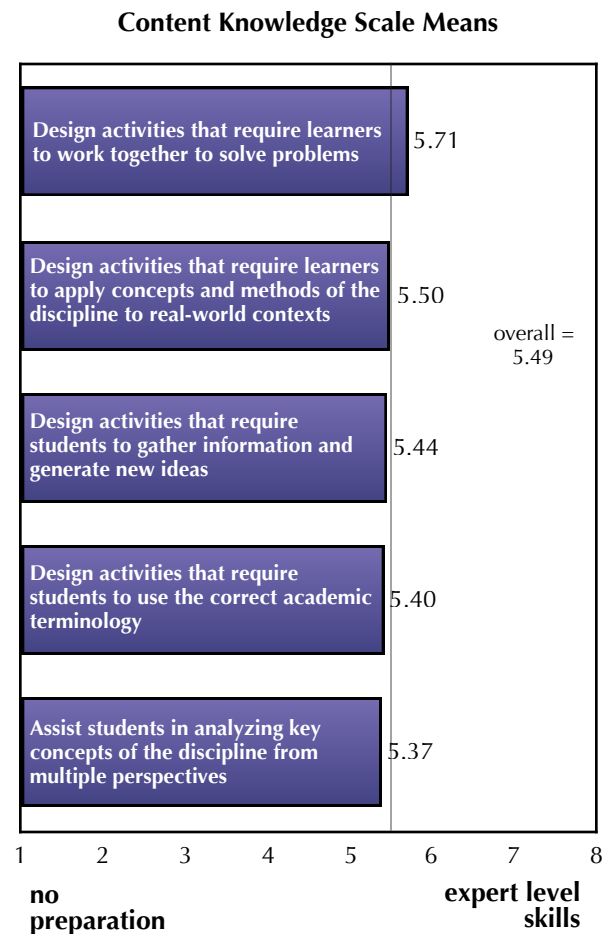 Content Knowledge Scale Means
Design activities that require learners
to work together to solve problems
5.71
Design activities that require learners
to apply concepts and methods of the
discipline to real-world contexts
5.50
overall =
5.49
Design activities that require
students to gather information and
generate new ideas
5.44
Design activities that require
students to use the correct academic
terminology
5.40
Assist students in analyzing key
concepts of the discipline from
multiple perspectives
5.37
1 2 3 4 5 6 7 8
no
preparation
expert level
skills